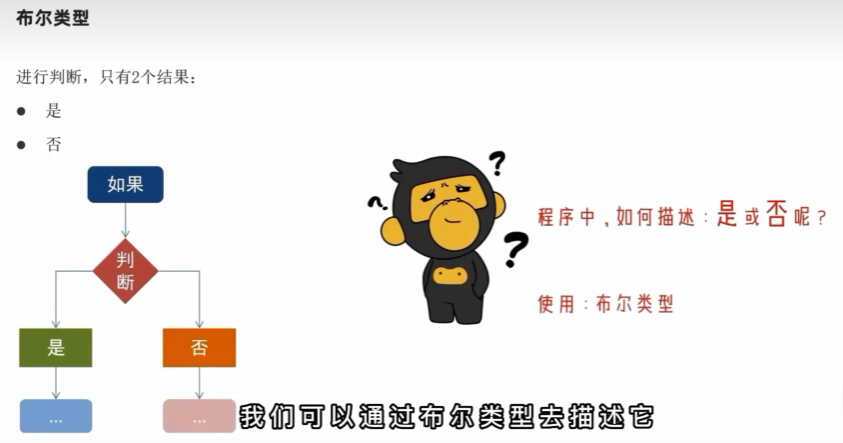 布尔类型
进行判断，只有2个结果：
● 是
● 否
如果
判
断
是
否
...
...
?
?
?
程序中，如何描述：是或否呢？
使用：布尔类型
我们可以通过布尔类型去描述它